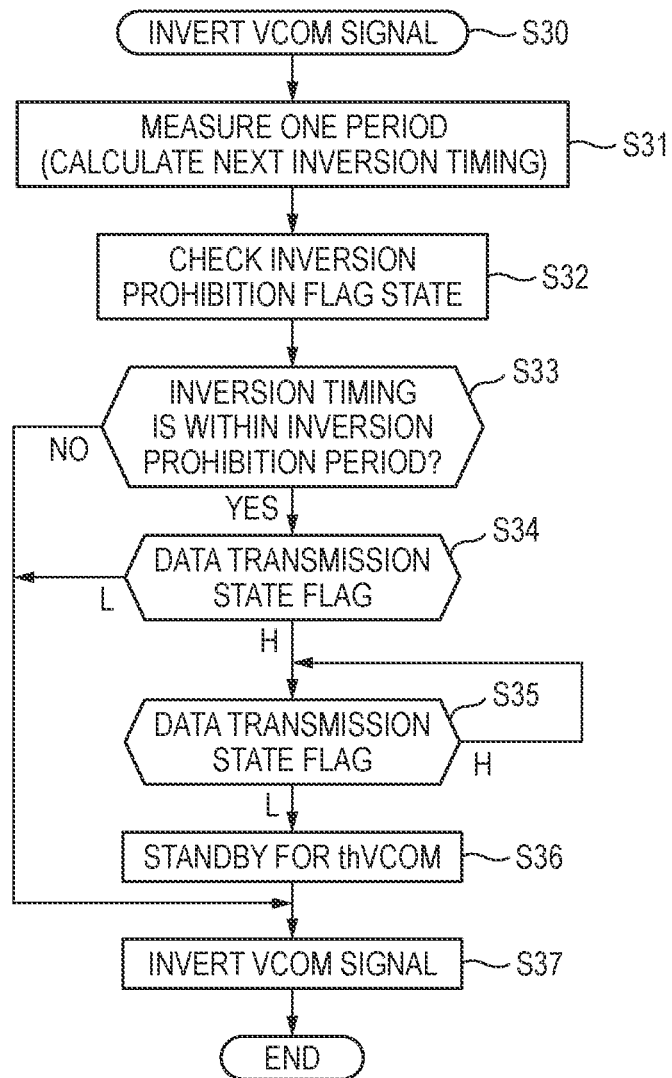 INVERT VCOM SIGNAL
S30
MEASURE ONE PERIOD
(CALCULATE NEXT INVERSION TIMING)
S31
CHECK INVERSION
PROHIBITION FLAG STATE
S32
INVERSION TIMING
IS WITHIN INVERSION
PROHIBITION PERIOD?
S33
NO
YES
DATA TRANSMISSION
STATE FLAG
S34
L
H
DATA TRANSMISSION
STATE FLAG
S35
H
L
STANDBY FOR thVCOM
S36
INVERT VCOM SIGNAL
S37
END